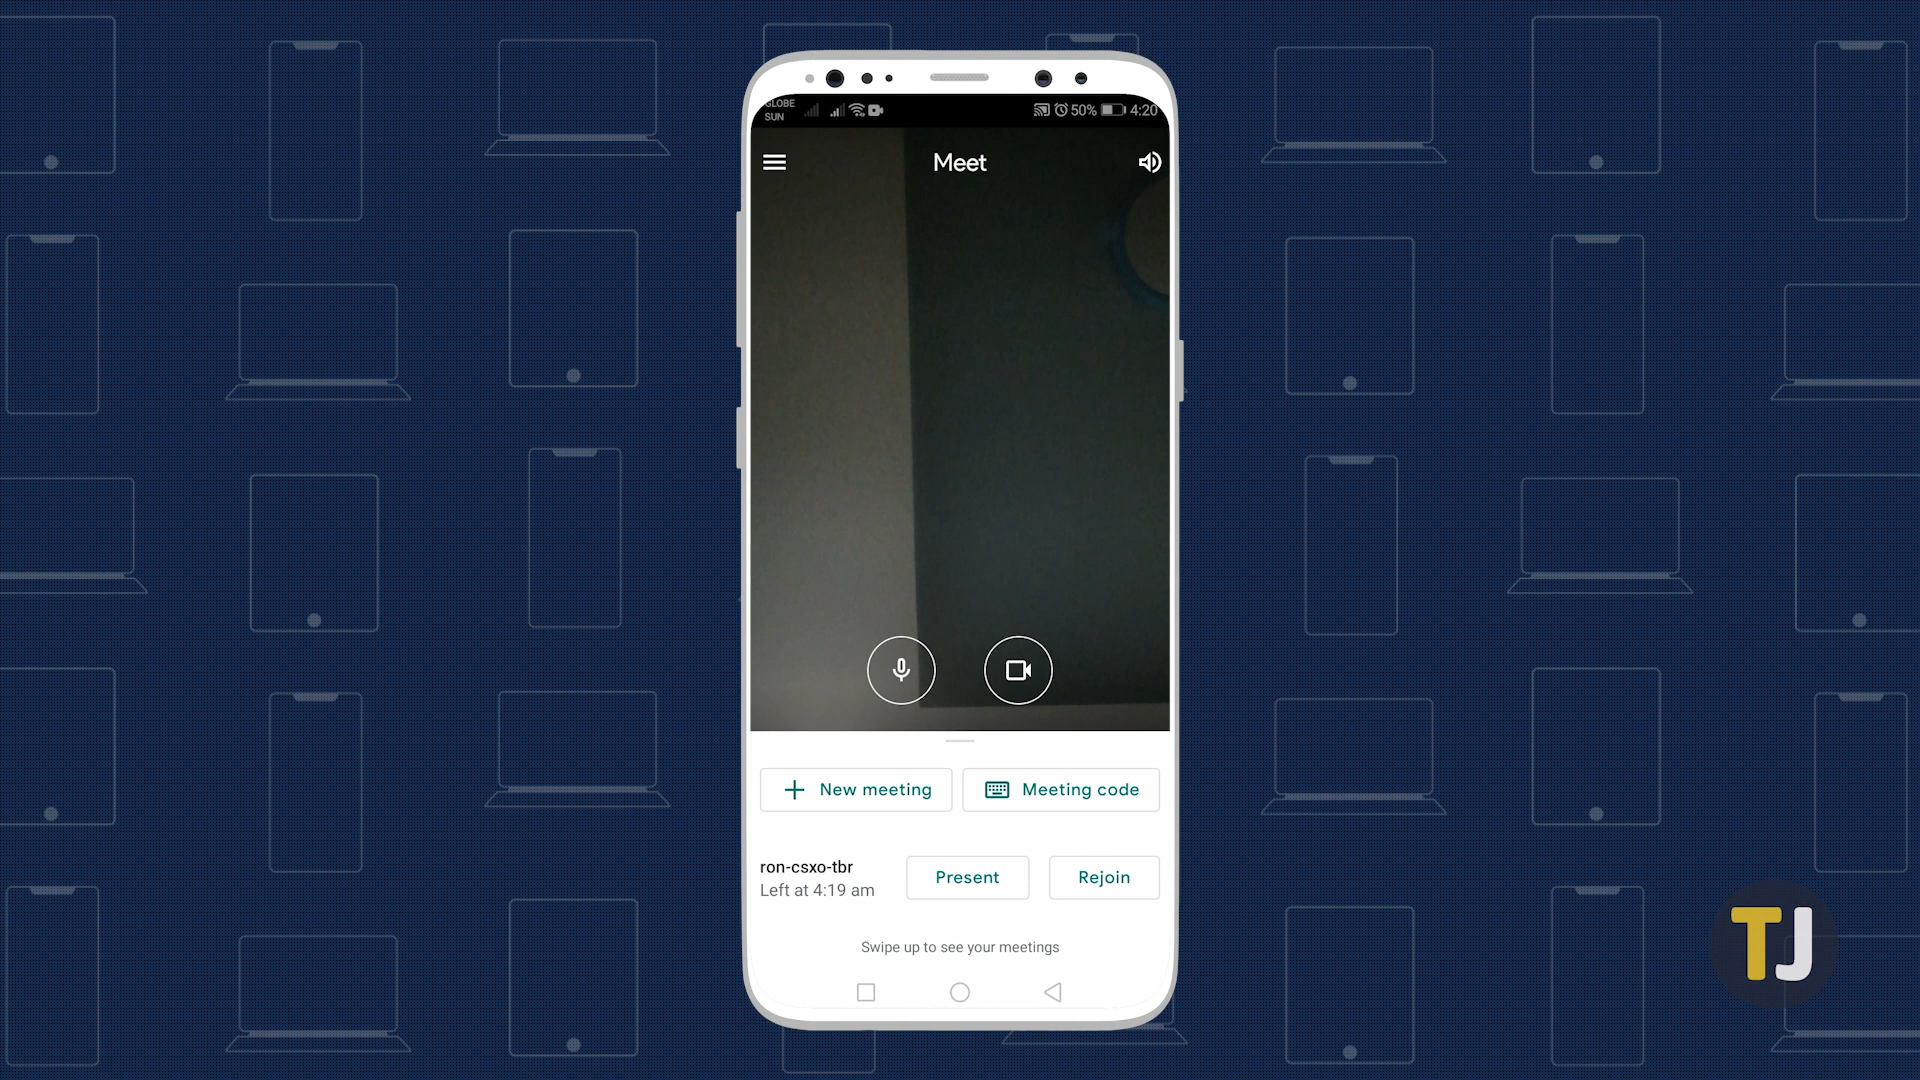 GLOBE
SUN
50% 4:20
Meet
New meeting
Meeting code
ron-csxo-tbr
Left at 4:19 am
Present
Rejoin
Swipe up to see your meetings
TJ